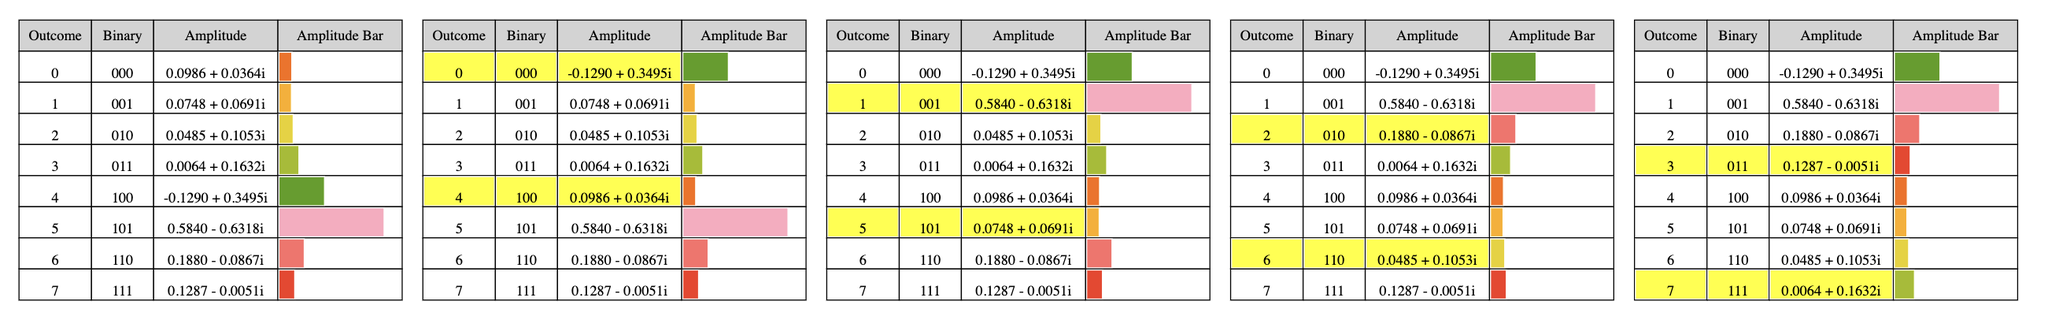 Outcome Binary Amplitude Amplitude Bar
0 000 0.0986 + 0.0364i
1 001 0.0748 + 0.0691i
2 010 0.0485 + 0.1053i
3 011 0.0064 + 0.1632i
4 100 -0.1290 + 0.3495i
5 101 0.5840 - 0.6318i
6 110 0.1880 - 0.0867i
7 111 0.1287 - 0.0051i
Outcome Binary Amplitude Amplitude Bar
0 000 -0.1290 + 0.3495i
1 001 0.0748 + 0.0691i
2 010 0.0485 + 0.1053i
3 011 0.0064 + 0.1632i
4 100 0.0986 + 0.0364i
5 101 0.5840 - 0.6318i
6 110 0.1880 - 0.0867i
7 111 0.1287 - 0.0051i
Outcome Binary Amplitude Amplitude Bar
0 000 -0.1290 + 0.3495i
1 001 0.5840 - 0.6318i
2 010 0.0485 + 0.1053i
3 011 0.0064 + 0.1632i
4 100 0.0986 + 0.0364i
5 101 0.0748 + 0.0691i
6 110 0.1880 - 0.0867i
7 111 0.1287 - 0.0051i
Outcome Binary Amplitude Amplitude Bar
0 000 -0.1290 + 0.3495i
1 001 0.5840 - 0.6318i
2 010 0.1880 - 0.0867i
3 011 0.0064 + 0.1632i
4 100 0.0986 + 0.0364i
5 101 0.0748 + 0.0691i
6 110 0.0485 + 0.1053i
7 111 0.1287 - 0.0051i
Outcome Binary Amplitude Amplitude Bar
0 000 -0.1290 + 0.3495i
1 001 0.5840 - 0.6318i
2 010 0.1880 - 0.0867i
3 011 0.1287 - 0.0051i
4 100 0.0986 + 0.0364i
5 101 0.0748 + 0.0691i
6 110 0.0485 + 0.1053i
7 111 0.0064 + 0.1632i